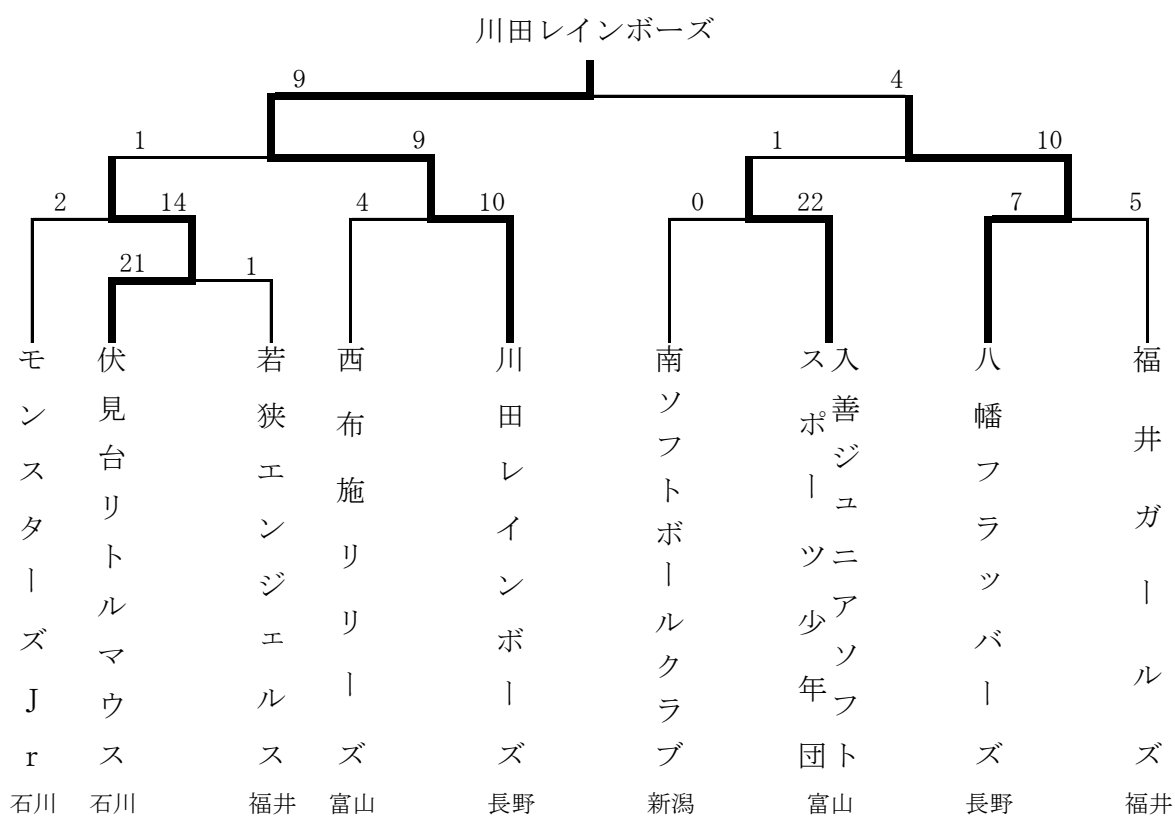 川田レインボーズ
9 4
1 9 1 10
2 14 4 10 0 22 7 5
21 1
モンスターズJr
伏見台リトルマウス
若狭エンジェルス
西布施リリーズ
川田レインボーズ
南ソフトボールクラブ
入善ジュニアソフト
スポーツ少年団
八幡フラッパーズ
福井ガールズ
石川 石川 福井 富山 長野 新潟 富山 長野 福井